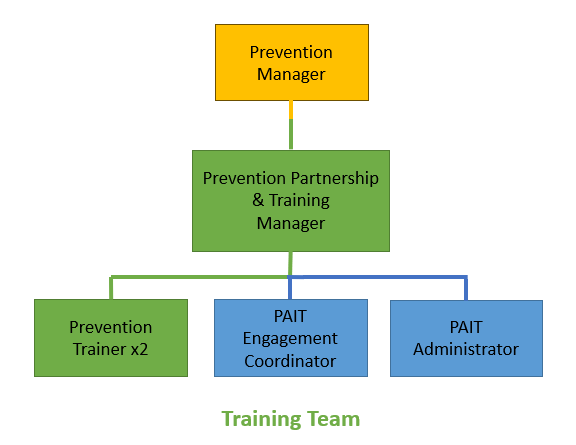 Prevention
Manager
Prevention Partnership
& Training
Manager
Prevention
Trainer x2
PAIT
Engagement
Coordinator
PAIT
Administrator
Training Team